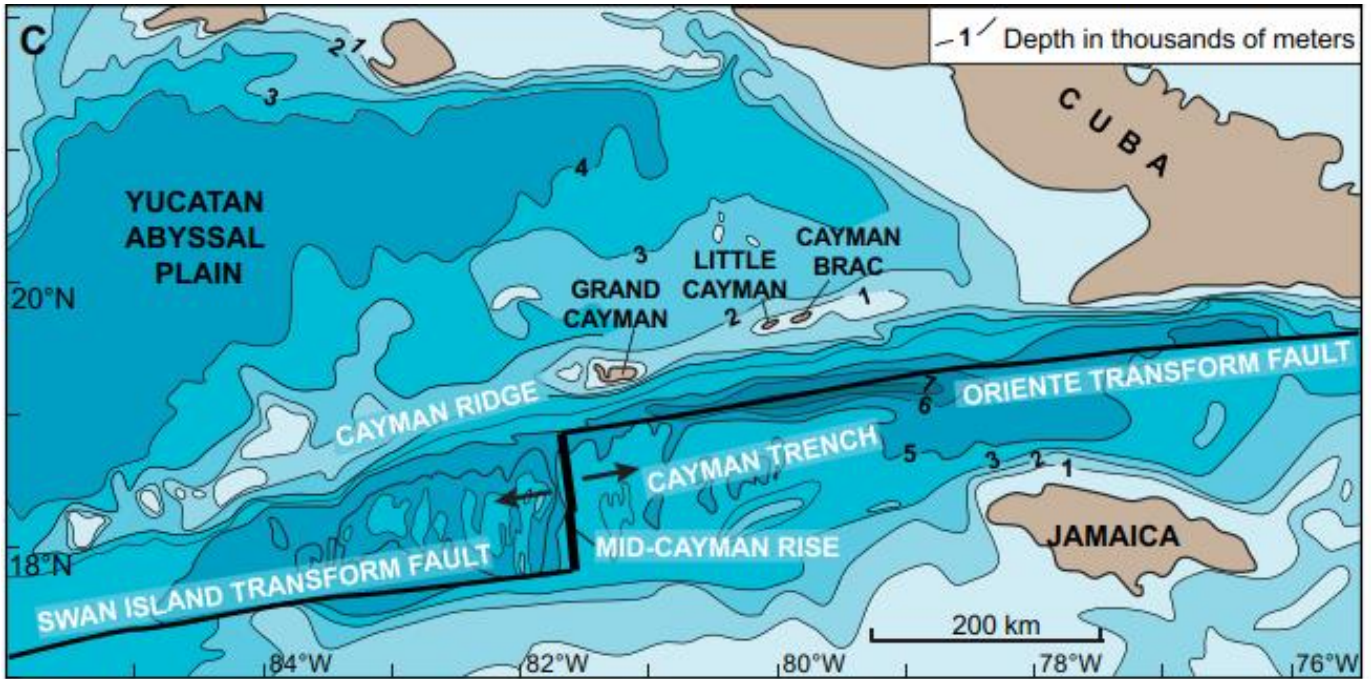 C
1 Depth in thousands of meters
2
1
3
CUBA
4
YUCATAN
ABYSSAL
PLAIN
3
LITTLE
CAYMAN
CAYMAN
BRAC
20°N
GRAND
CAYMAN
2
1
CAYMAN RIDGE
7
6
ORIENTE TRANSFORM FAULT
CAYMAN TRENCH
5
3
2
1
MID-CAYMAN RISE
JAMAICA
18°N
SWAN ISLAND TRANSFORM FAULT
200 km
84°W
82°W
80°W
78°W
76°W